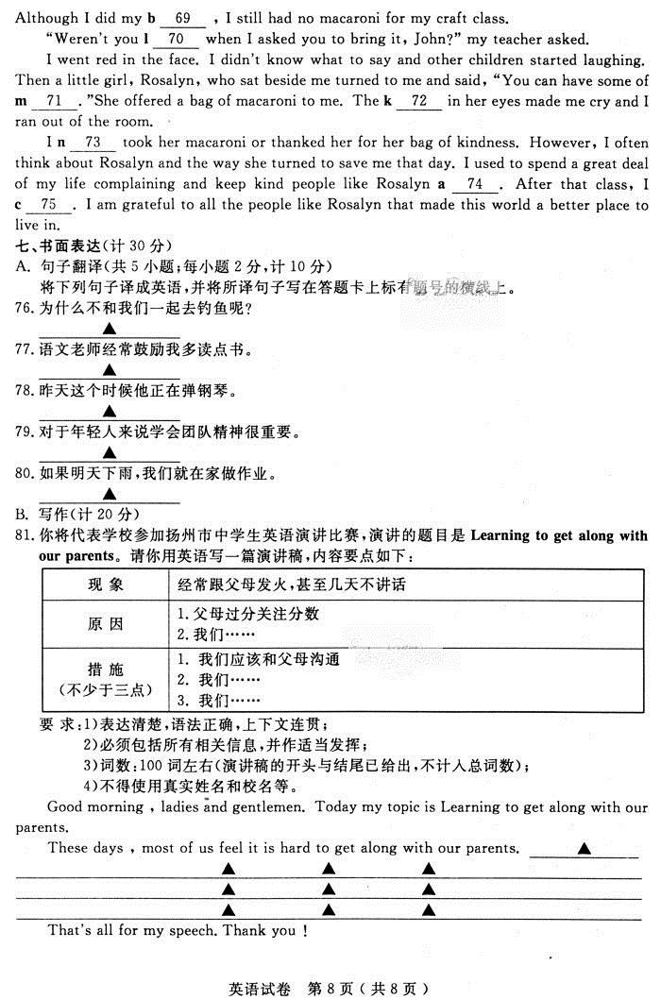 Although I did my b 69 , I still had no macaroni for my craft class.
“Weren't you l 70 when I asked you to bring it, John?” my teacher asked.
I went red in the face. I didn't know what to say and other children started laughing.
Then a little girl, Rosalyn, who sat beside me turned to me and said, “You can have some of
m 71 .”She offered a bag of macaroni to me. The k 72 in her eyes made me cry and I
ran out of the room.
I n 73 took her macaroni or thanked her for her bag of kindness. However, I often
think about Rosalyn and the way she turned to save me that day. I used to spend a great deal
of my life complaining and keep kind people like Rosalyn a 74 . After that class, I
c 75 . I am grateful to all the people like Rosalyn that made this world a better place to
live in.
七、书面表达(计 30 分)
A. 句子翻译(共 5 小题;每小题 2 分,计 10 分)
将下列句子译成英语,并将所译句子写在答题卡上标有题号的横线上。
76. 为什么不和我们一起去钓鱼呢?
▲
77. 语文老师经常鼓励我多读点书。
▲
78. 昨天这个时候他正在弹钢琴。
▲
79. 对于年轻人来说学会团队精神很重要。
▲
80. 如果明天下雨,我们就在家做作业。
▲
B. 写作(计 20 分)
81. 你将代表学校参加扬州市中学生英语演讲比赛,演讲的题目是 Learning to get along with
our parents。请你用英语写一篇演讲稿,内容要点如下:
现 象 经常跟父母发火,甚至几天不讲话
原 因 1. 父母过分关注分数
2. 我们……
措 施 (不少于三点) 1. 我们应该和父母沟通
2. 我们……
3. 我们……
要 求:1)表达清楚,语法正确,上下文连贯;
2)必须包括所有相关信息,并作适当发挥;
3)词数:100 词左右(演讲稿的开头与结尾已给出,不计入总词数);
4)不得使用真实姓名和校名等。
Good morning , ladies and gentlemen. Today my topic is Learning to get along with our
parents.
These days , most of us feel it is hard to get along with our parents. ▲
▲ ▲ ▲
▲ ▲ ▲
▲ ▲ ▲
That's all for my speech. Thank you !
英语试卷 第 8 页 ( 共 8 页 )